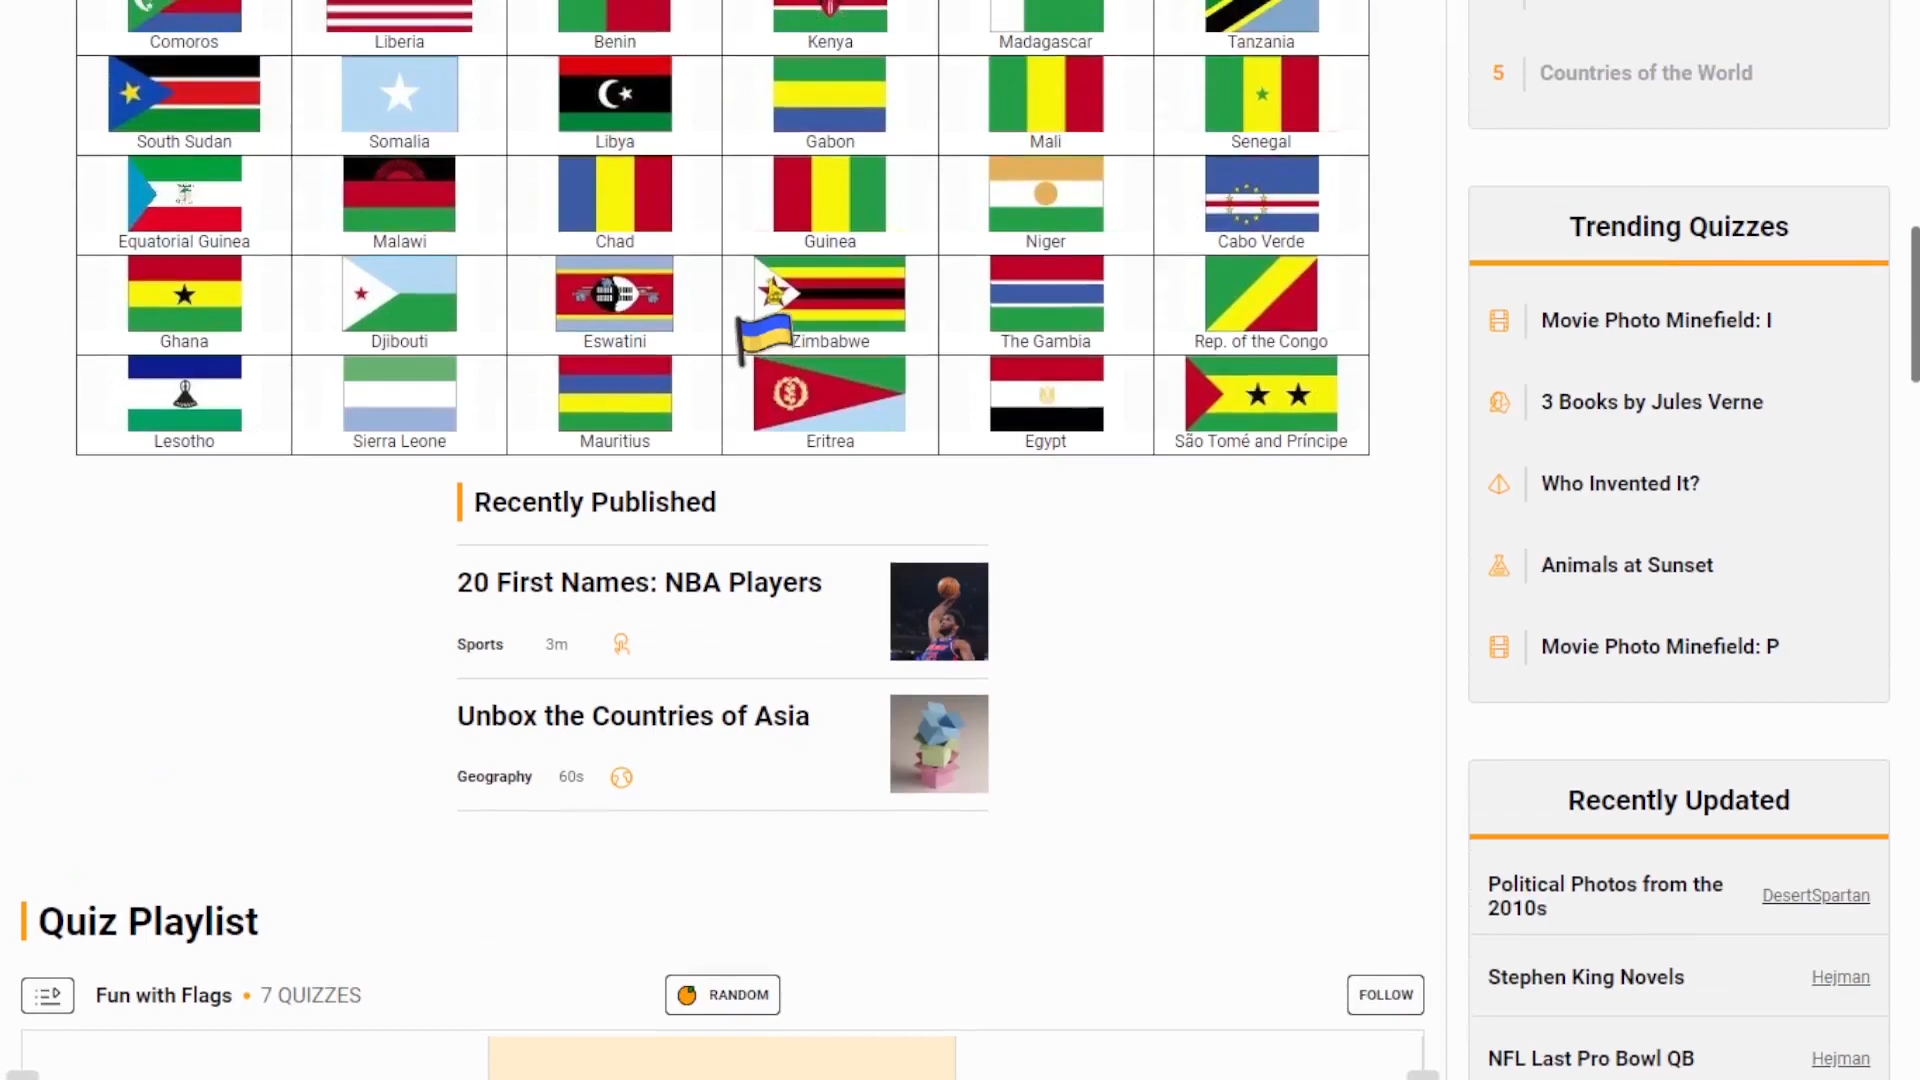 Comoros
Liberia
Benin
Kenya
Madagascar
Tanzania
South Sudan
Somalia
Libya
Gabon
Mali
Senegal
Equatorial Guinea
Malawi
Chad
Guinea
Niger
Cabo Verde
Ghana
Djibouti
Eswatini
Zimbabwe
The Gambia
Rep. of the Congo
Lesotho
Sierra Leone
Mauritius
Eritrea
Egypt
São Tomé and Príncipe
Recently Published
20 First Names: NBA Players
Sports 3m
Unbox the Countries of Asia
Geography 60s
Quiz Playlist
Fun with Flags • 7 QUIZZES
RANDOM
FOLLOW
5 Countries of the World
Trending Quizzes
Movie Photo Minefield: I
3 Books by Jules Verne
Who Invented It?
Animals at Sunset
Movie Photo Minefield: P
Recently Updated
Political Photos from the
2010s
DesertSpartan
Stephen King Novels
Hejman
NFL Last Pro Bowl QB
Hejman